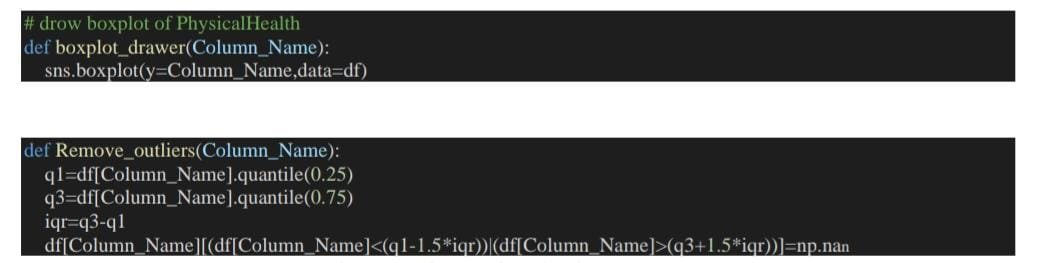 # drow boxplot of PhysicalHealth
def boxplot_drawer(Column_Name):
sns.boxplot(y=Column_Name,data=df)
def Remove_outliers(Column_Name):
q1=df[Column_Name].quantile(0.25)
q3=df[Column_Name].quantile(0.75)
iqr=q3-q1
df[Column_Name][(df[Column_Name]<(q1-1.5*iqr))|(df[Column_Name]>(q3+1.5*iqr))]=np.nan